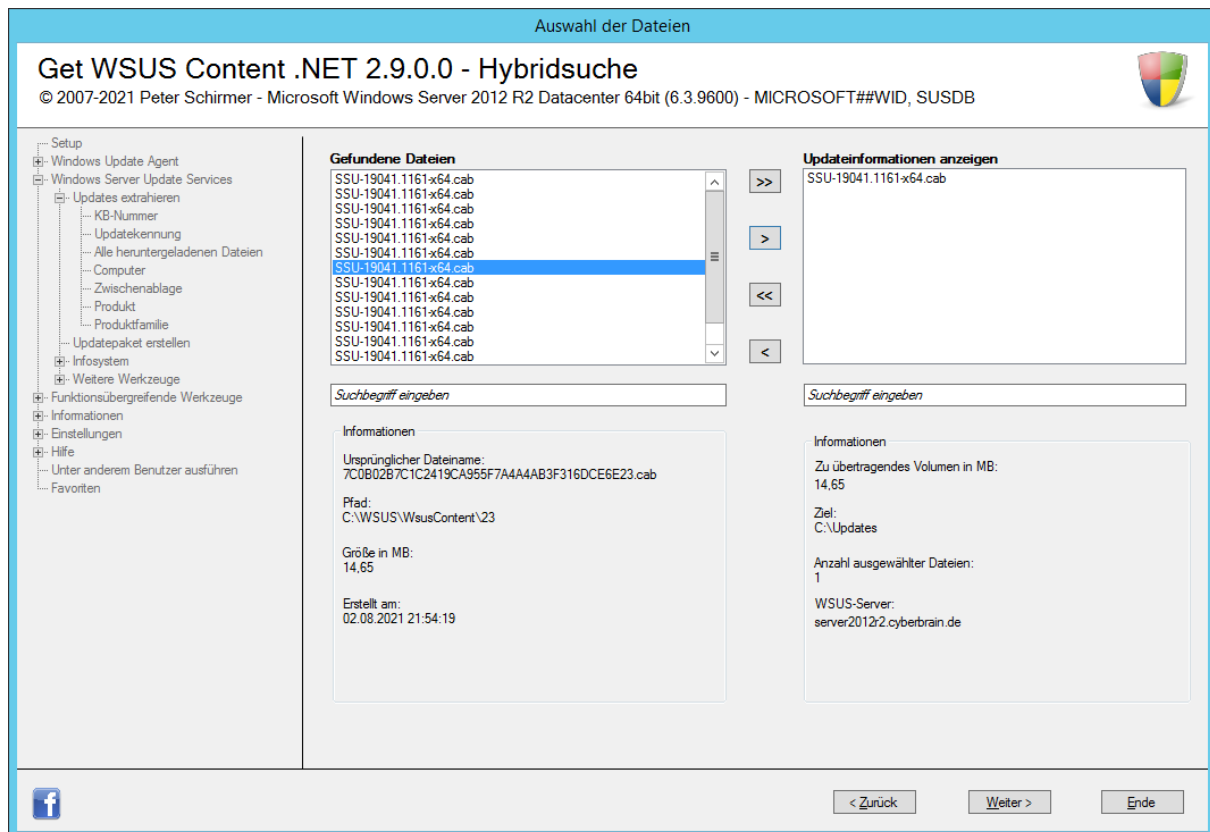 Auswahl der Dateien
Get WSUS Content .NET 2.9.0.0 - Hybridsuche
© 2007-2021 Peter Schirmer - Microsoft Windows Server 2012 R2 Datacenter 64bit (6.3.9600) - MICROSOFT##WID, SUSDB
Setup
Windows Update Agent
Windows Server Update Services
Updates extrahieren
KB-Nummer
Updatekennung
Alle heruntergeladenen Dateien
Computer
Zwischenablage
Produkt
Produktfamilie
Updatepaket erstellen
Infosystem
Weitere Werkzeuge
Funktionsübergreifende Werkzeuge
Informationen
Einstellungen
Hilfe
Unter anderem Benutzer ausführen
Favoriten
Gefundene Dateien
SSU-19041.1161-x64.cab
SSU-19041.1161-x64.cab
SSU-19041.1161-x64.cab
SSU-19041.1161-x64.cab
SSU-19041.1161-x64.cab
SSU-19041.1161-x64.cab
SSU-19041.1161-x64.cab
SSU-19041.1161-x64.cab
SSU-19041.1161-x64.cab
SSU-19041.1161-x64.cab
SSU-19041.1161-x64.cab
SSU-19041.1161-x64.cab
SSU-19041.1161-x64.cab
Suchbegriff eingeben
Informationen
Ursprünglicher Dateiname:
7C0B02B7C1C2419CA955F7A4A4AB3F316DCE6E23.cab
Pfad:
C:\WSUS\WsusContent\23
Größe in MB:
14,65
Erstellt am:
02.08.2021 21:54:19
>>
>
<<
<
Updateinformationen anzeigen
SSU-19041.1161-x64.cab
Suchbegriff eingeben
Informationen
Zu übertragendes Volumen in MB:
14,65
Ziel:
C:\Updates
Anzahl ausgewählter Dateien:
1
WSUS-Server:
server2012r2.cyberbrain.de
f
< Zurück
Weiter >
Ende